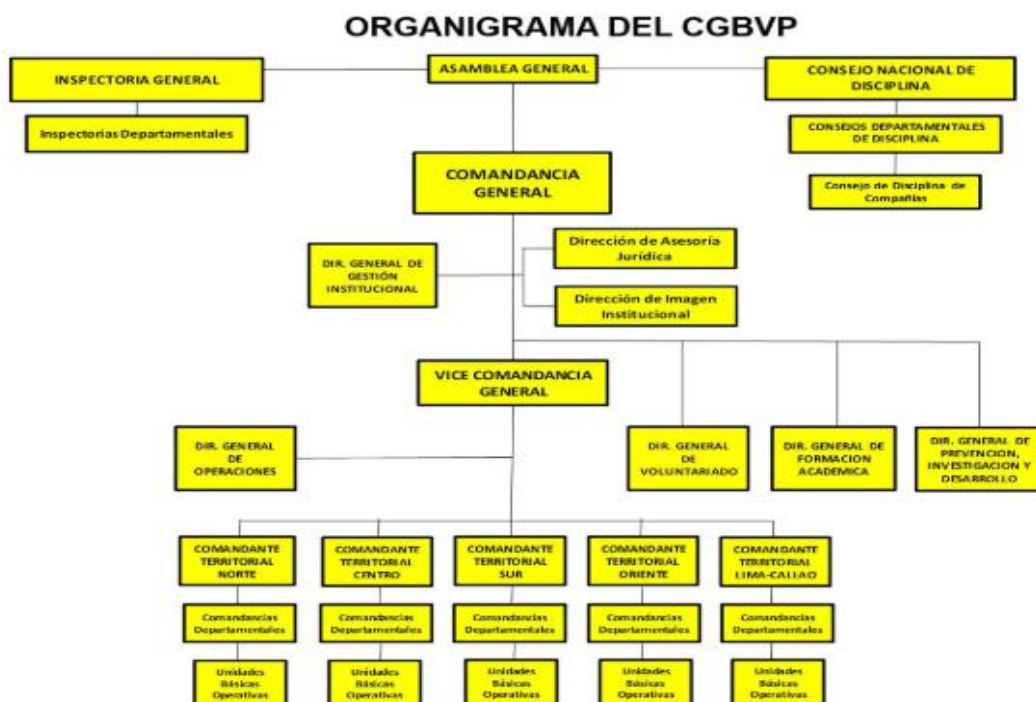 ORGANIGRAMA DEL CGBVP
INSPECTORIA GENERAL
ASAMBLEA GENERAL
CONSEJO NACIONAL DE
DISCIPLINA
Inspectorías Departamentales
CONSEJOS DEPARTAMENTALES
DE DISCIPLINA
Consejo de Disciplina de
Compañías
COMANDANCIA
GENERAL
DIR. GENERAL DE
GESTIÓN
INSTITUCIONAL
Dirección de Asesoría
Jurídica
Dirección de Imagen
Institucional
VICE COMANDANCIA
GENERAL
DIR. GENERAL
DE
OPERACIONES
DIR. GENERAL
DE
VOLUNTARIADO
DIR. GENERAL DE
FORMACION
ACADEMICA
DIR. GENERAL DE
PREVENCION,
INVESTIGACION Y
DESARROLLO
COMANDANTE
TERRITORIAL
NORTE
COMANDANTE
TERRITORIAL
CENTRO
COMANDANTE
TERRITORIAL
SUR
COMANDANTE
TERRITORIAL
ORIENTE
COMANDANTE
TERRITORIAL
LIMA-CALLAO
Comandancias
Departamentales
Comandancias
Departamentales
Comandancias
Departamentales
Comandancias
Departamentales
Comandancias
Departamentales
Unidades
Básicas
Operativas
Unidades
Básicas
Operativas
Unidades
Básicas
Operativas
Unidades
Básicas
Operativas
Unidades
Básicas
Operativas